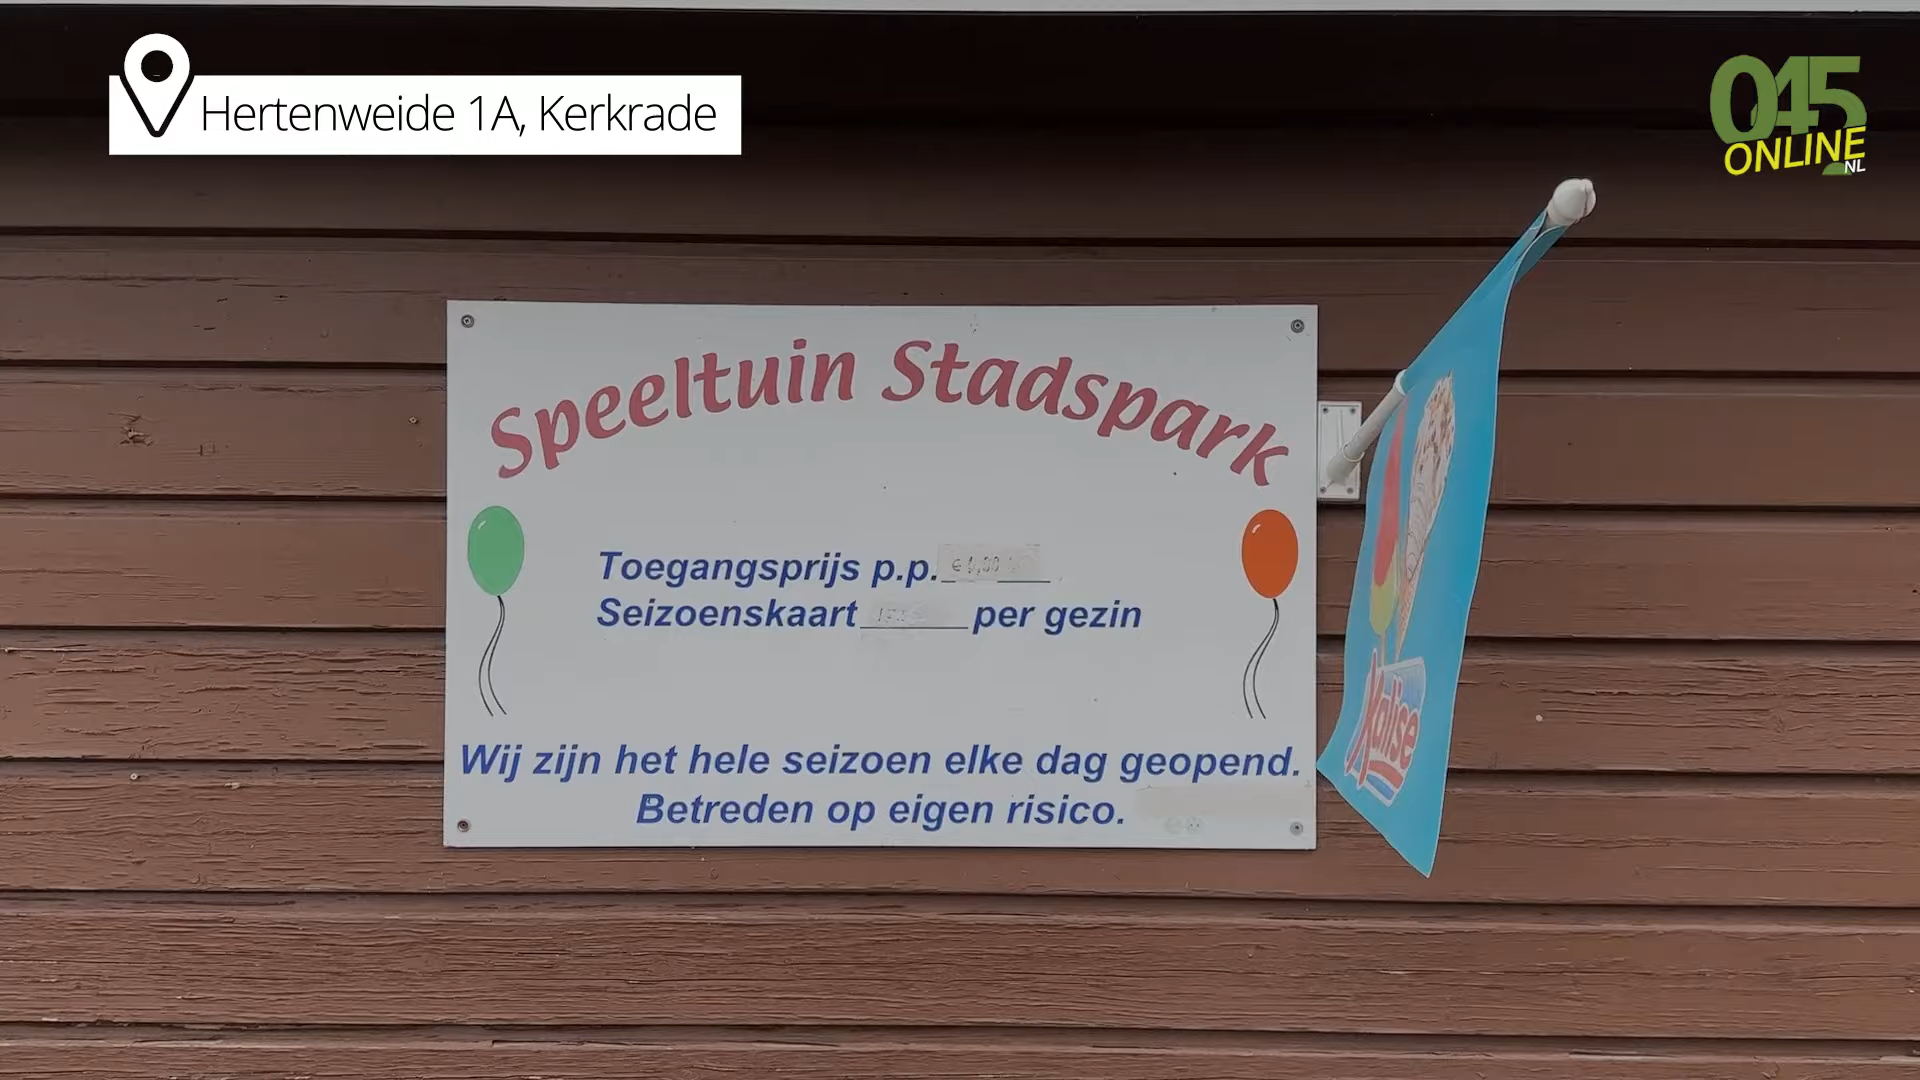 Hertenweide 1A, Kerkrade
045
ONLINE
.NL
Speeltuin Stadspark
Toegangsprijs p.p.
Seizoenskaart per gezin
Wij zijn het hele seizoen elke dag geopend.
Betreden op eigen risico.
Kalise